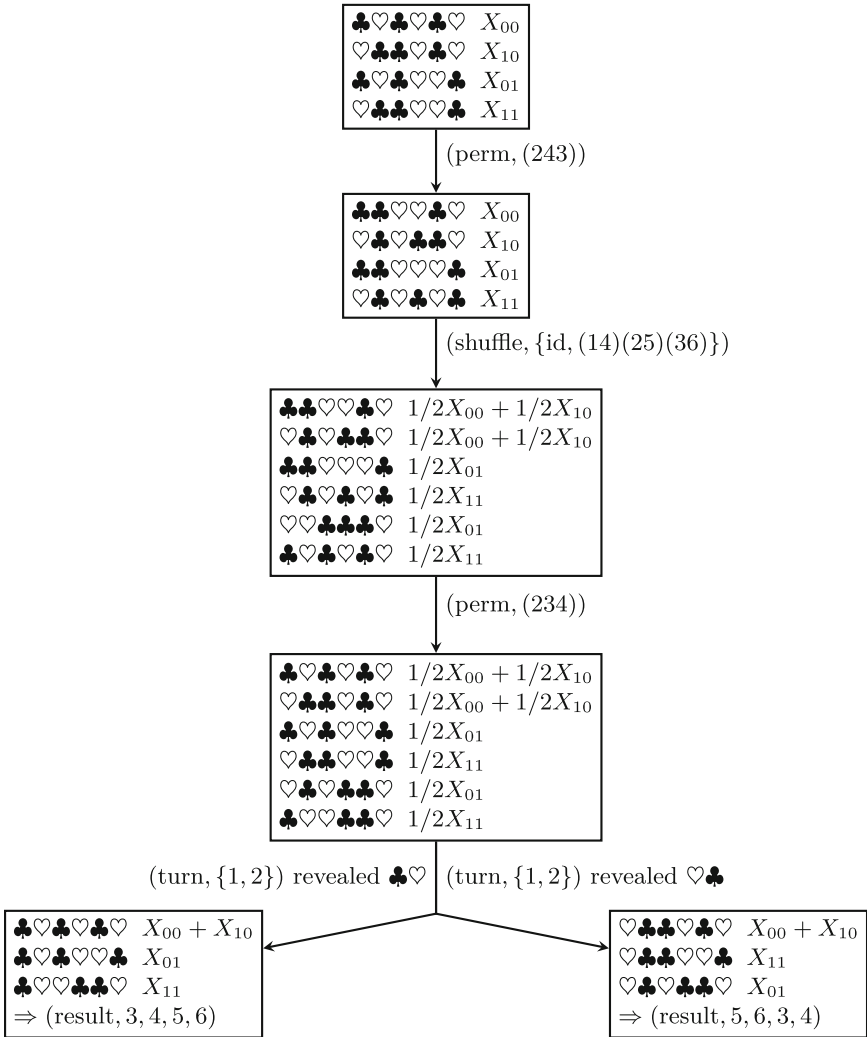 ♣♡♣♡♣♡ X₀₀
♡♣♣♡♣♡ X₁₀
♣♡♣♡♡♣ X₀₁
♡♣♣♡♡♣ X₁₁
(perm, (243))
♣♣♡♡♣♡ X₀₀
♡♣♡♣♣♡ X₁₀
♣♣♡♡♡♣ X₀₁
♡♣♡♣♡♣ X₁₁
(shuffle, {id, (14)(25)(36)})
♣♣♡♡♣♡ 1/2X₀₀ + 1/2X₁₀
♡♣♡♣♣♡ 1/2X₀₀ + 1/2X₁₀
♣♣♡♡♡♣ 1/2X₀₁
♡♣♡♣♡♣ 1/2X₁₁
♡♡♣♣♣♡ 1/2X₀₁
♣♡♣♡♣♡ 1/2X₁₁
(perm, (234))
♣♡♣♡♣♡ 1/2X₀₀ + 1/2X₁₀
♡♣♣♡♣♡ 1/2X₀₀ + 1/2X₁₀
♣♡♣♡♡♣ 1/2X₀₁
♡♣♣♡♡♣ 1/2X₁₁
♡♣♡♣♣♡ 1/2X₀₁
♣♡♡♣♣♡ 1/2X₁₁
(turn, {1, 2}) revealed ♣♡
(turn, {1, 2}) revealed ♡♣
♣♡♣♡♣♡ X₀₀ + X₁₀
♣♡♣♡♡♣ X₀₁
♣♡♡♣♣♡ X₁₁
⇒ (result, 3, 4, 5, 6)
♡♣♣♡♣♡ X₀₀ + X₁₀
♡♣♣♡♡♣ X₁₁
♡♣♡♣♣♡ X₀₁
⇒ (result, 5, 6, 3, 4)